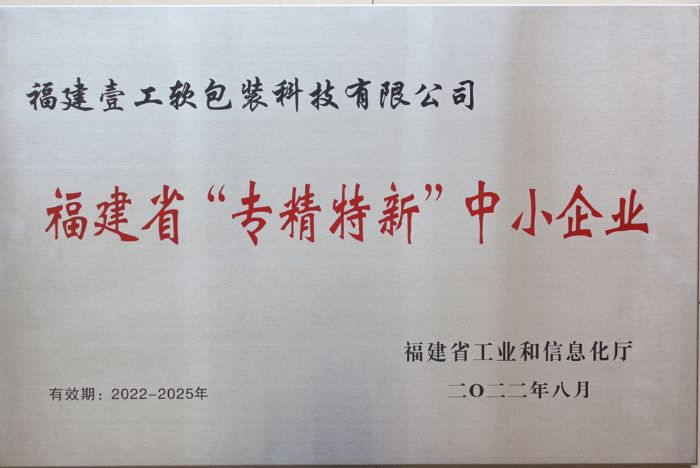 福建壹工软包装科技有限公司
福建省“专精特新”中小企业
福建省工业和信息化厅
有效期：2022-2025年
二O二二年八月